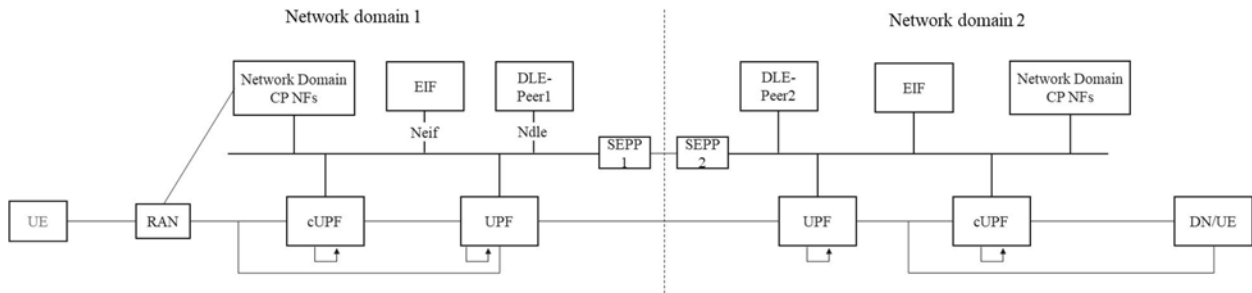 Network domain 1
Network domain 2
Network Domain
CP NFs
EIF
DLE-
Peer1
DLE-
Peer2
EIF
Network Domain
CP NFs
Neif
Ndle
SEPP
1
SEPP
2
UE
RAN
cUPF
UPF
UPF
cUPF
DN/UE